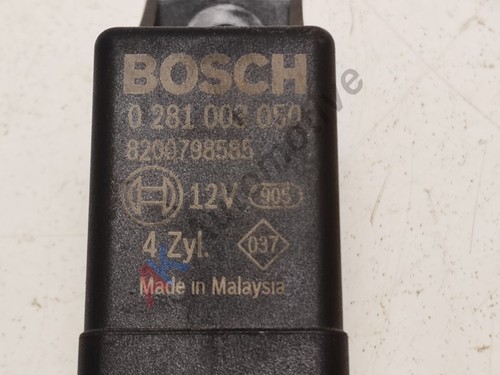 BOSCH
0 281 003 050
8200798585
12V 905
4 Zyl. 037
Made in Malaysia